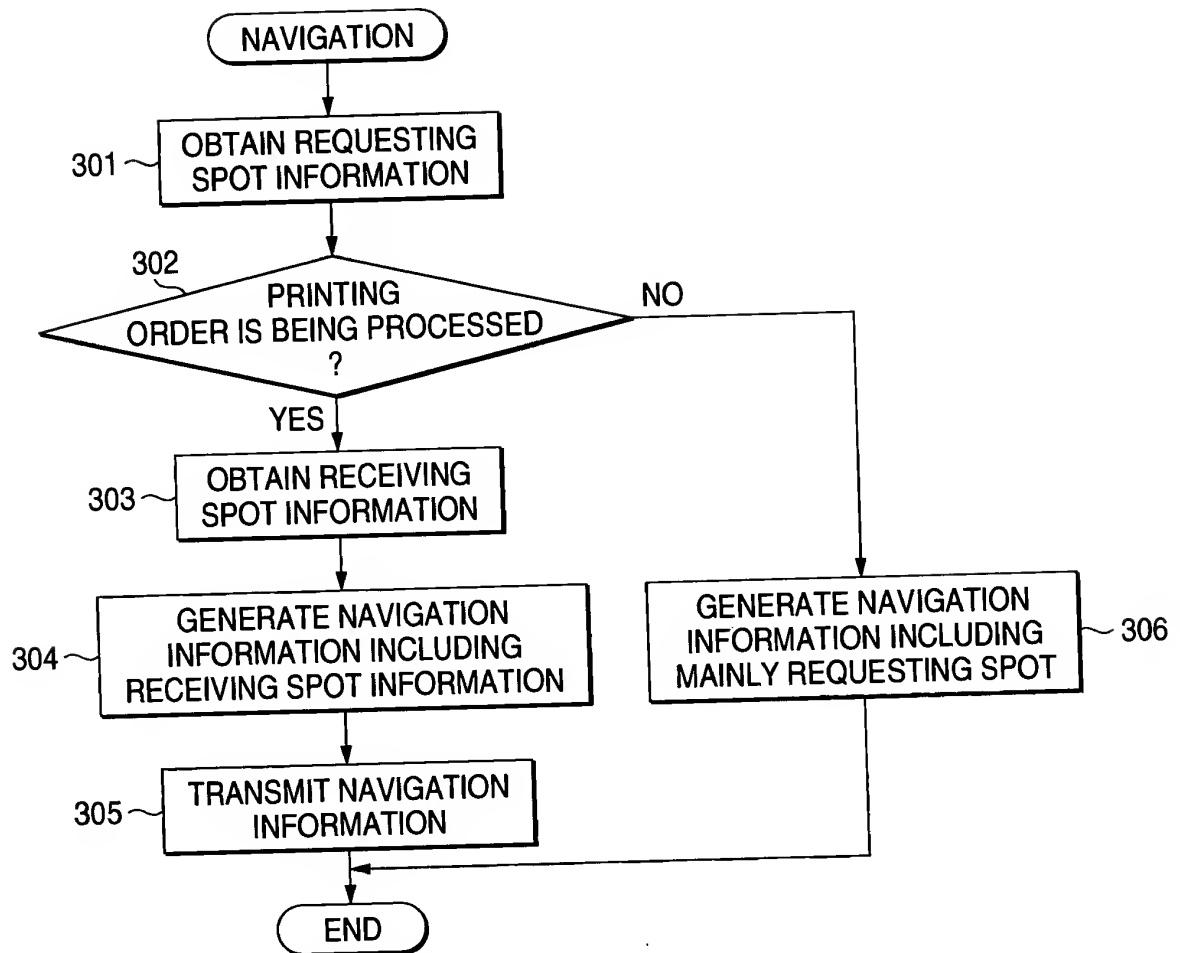 NAVIGATION
301
OBTAIN REQUESTING
SPOT INFORMATION
302
PRINTING
ORDER IS BEING PROCESSED
?
NO
YES
303
OBTAIN RECEIVING
SPOT INFORMATION
304
GENERATE NAVIGATION
INFORMATION INCLUDING
RECEIVING SPOT INFORMATION
GENERATE NAVIGATION
INFORMATION INCLUDING
MAINLY REQUESTING SPOT
306
305
TRANSMIT NAVIGATION
INFORMATION
END